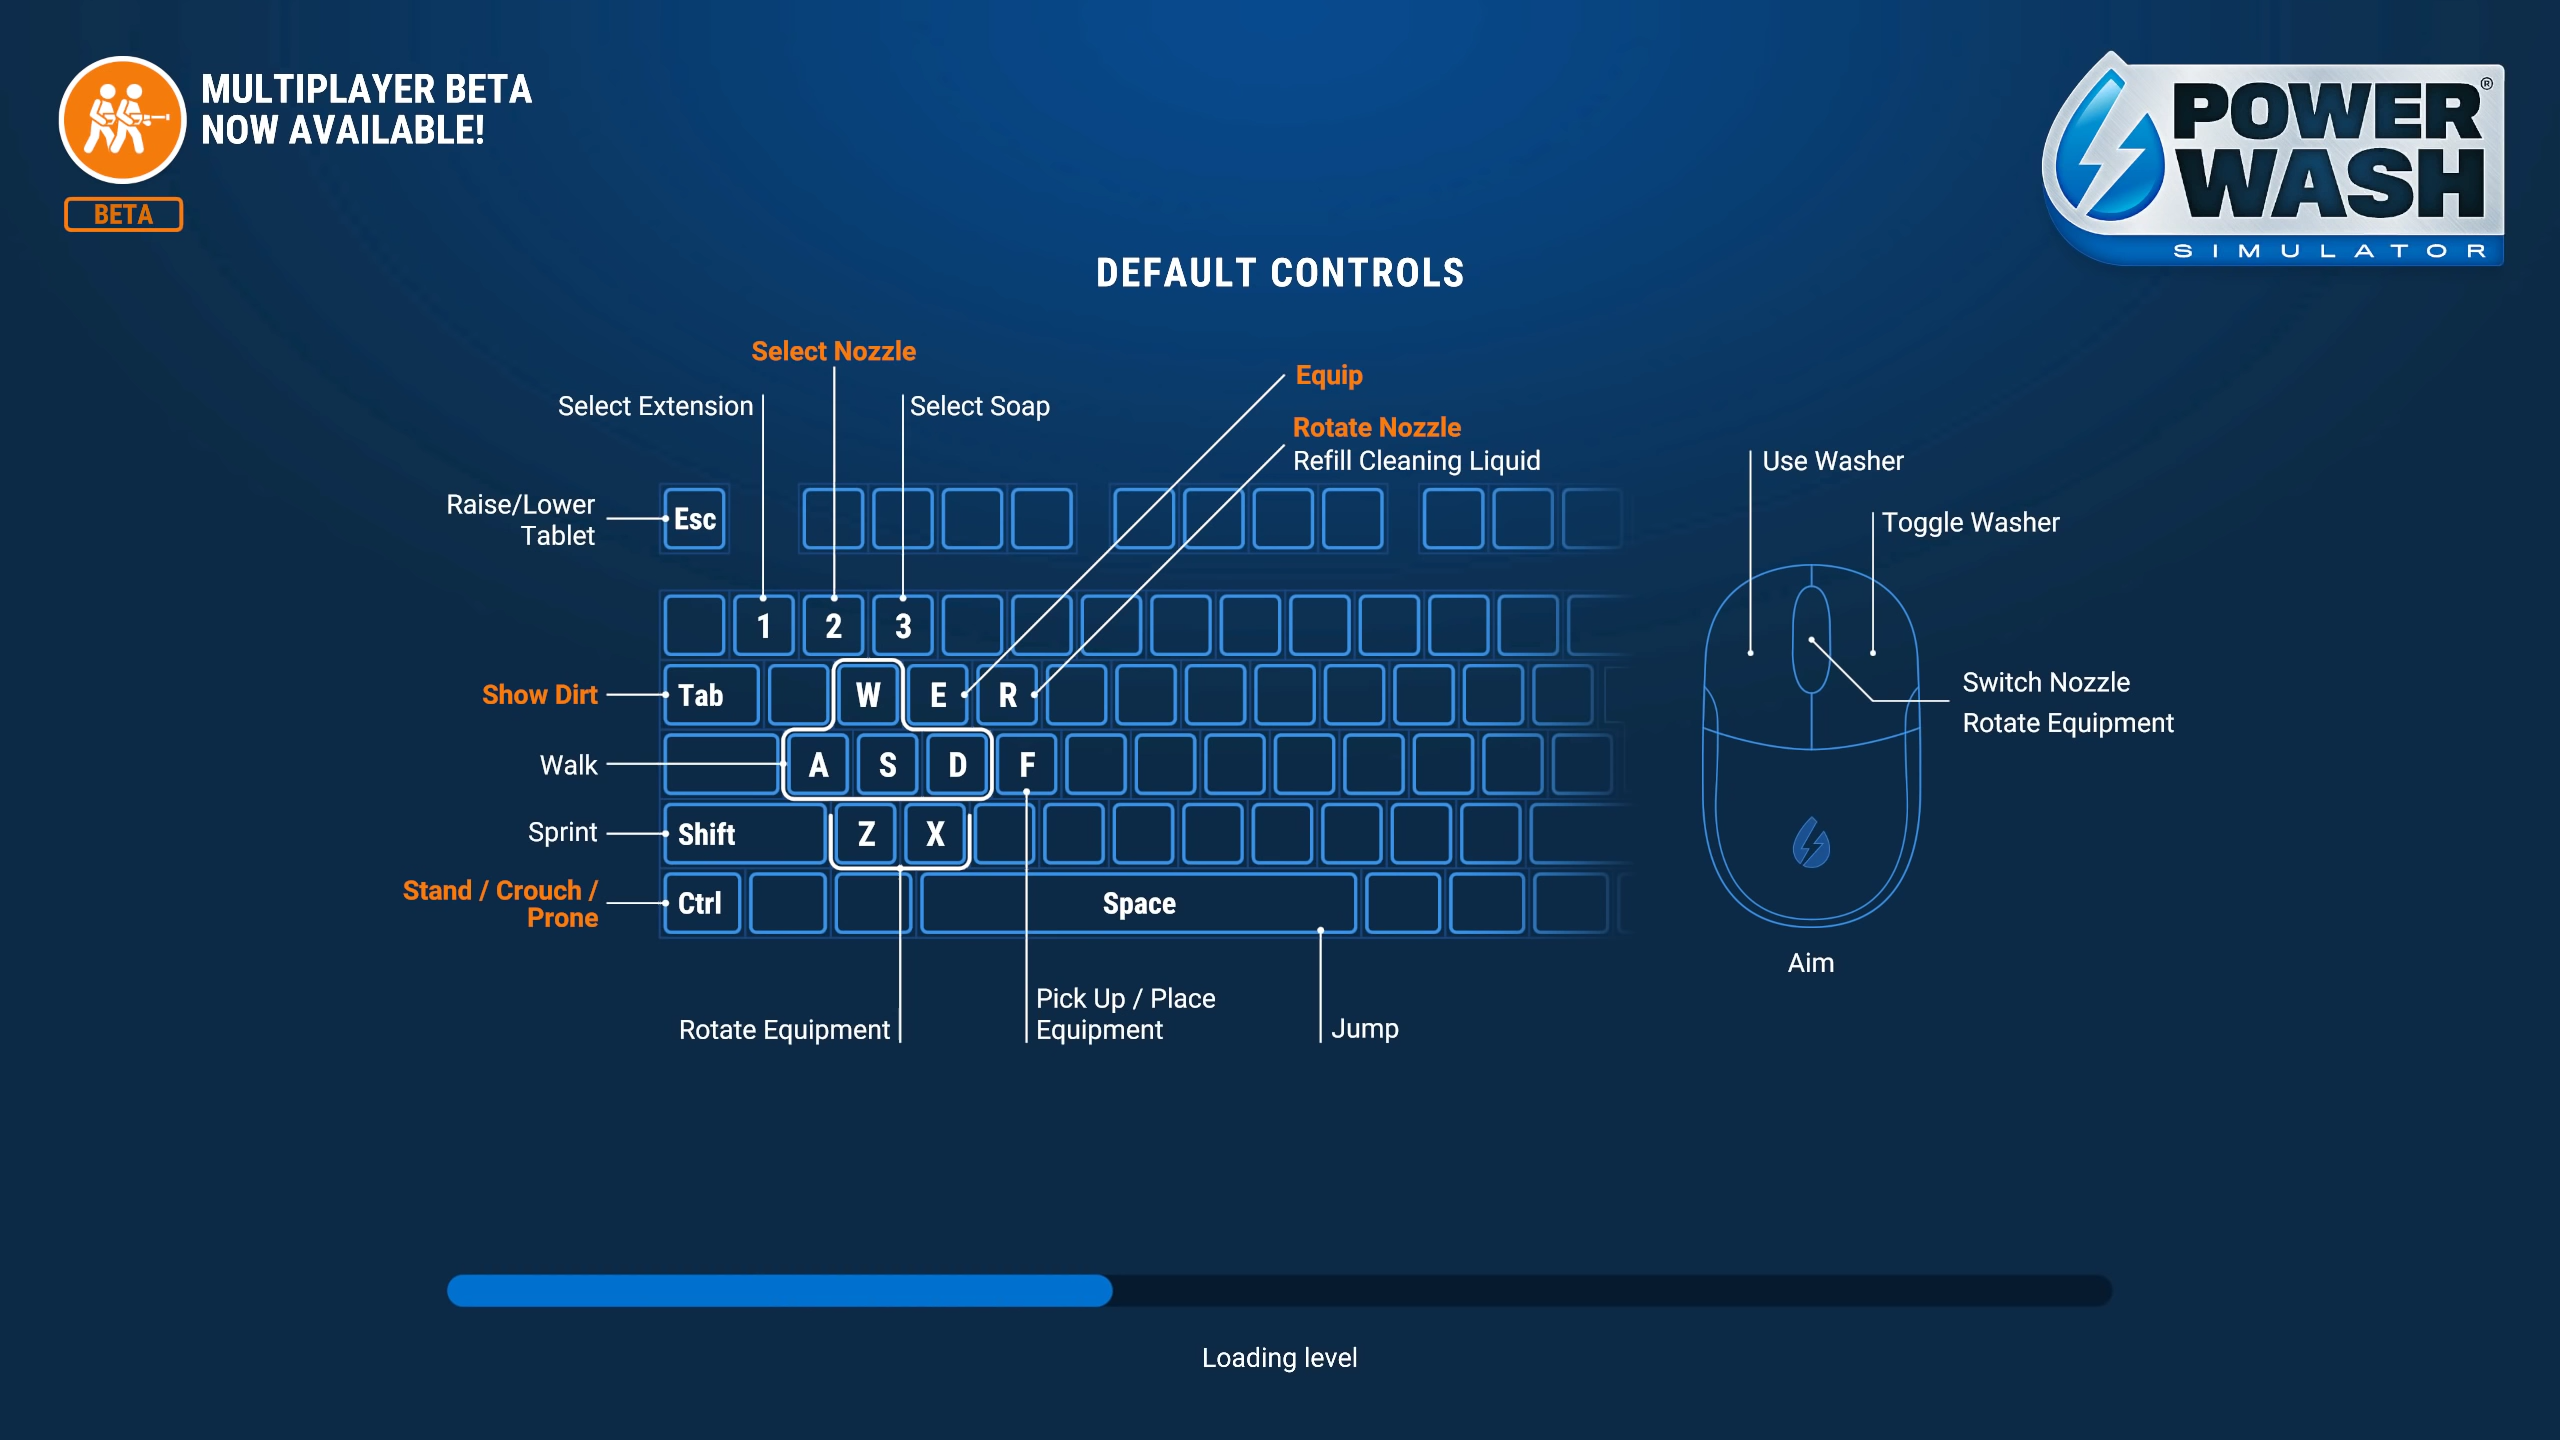 MULTIPLAYER BETA
NOW AVAILABLE!
BETA
POWER®
WASH
SIMULATOR
DEFAULT CONTROLS
Select Nozzle
Select Extension
Select Soap
Equip
Rotate Nozzle
Refill Cleaning Liquid
Raise/Lower
Tablet
Esc
1 2 3
Show Dirt
Tab W E R
Walk
A S D F
Sprint
Shift Z X
Stand / Crouch /
Prone
Ctrl Space
Rotate Equipment
Pick Up / Place
Equipment
Jump
Use Washer
Toggle Washer
Switch Nozzle
Rotate Equipment
Aim
Loading level